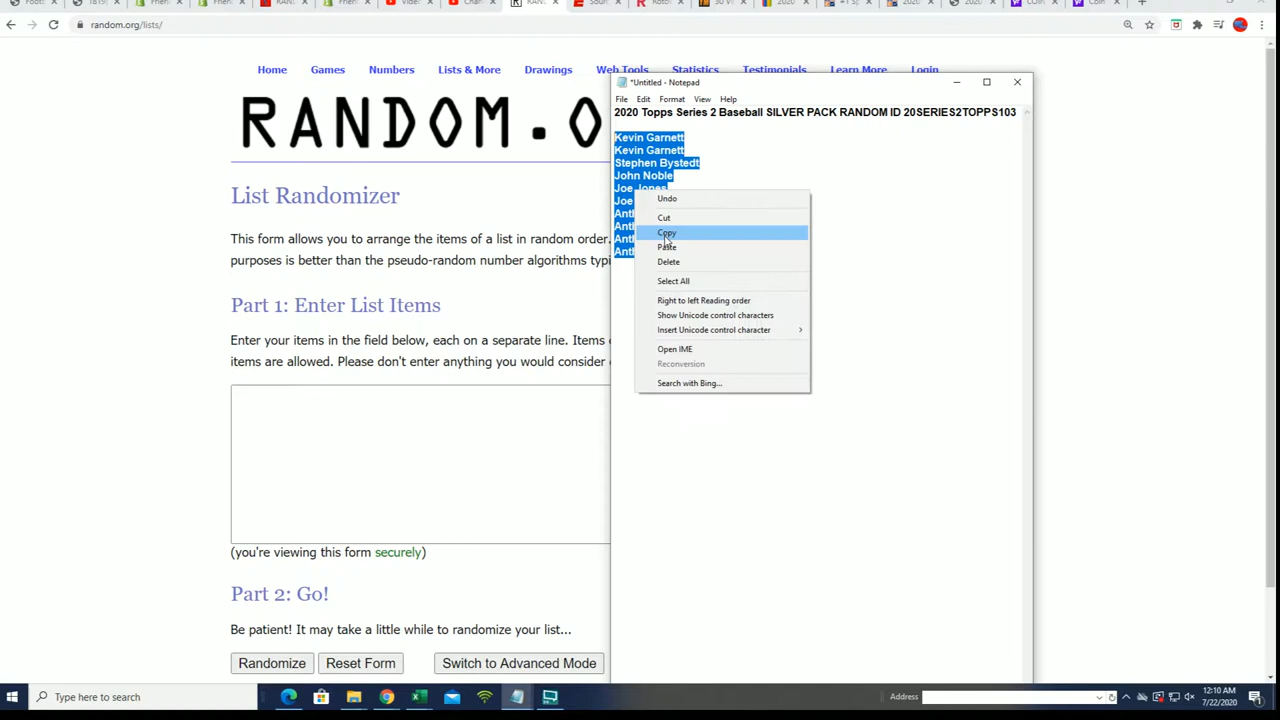 random.org/lists/
Home Games Numbers Lists & More Drawings Web Tools Statistics Testimonials Learn More Login
RANDOM.O
List Randomizer
This form allows you to arrange the items of a list in random order.
purposes is better than the pseudo-random number algorithms
Part 1: Enter List Items
Enter your items in the field below, each on a separate line. Items
items are allowed. Please don't enter anything you would consider
(you're viewing this form securely)
Part 2: Go!
Be patient! It may take a little while to randomize your list...
Randomize Reset Form Switch to Advanced Mode
*Untitled - Notepad
File Edit Format View Help
2020 Topps Series 2 Baseball SILVER PACK RANDOM ID 20SERIES2TOPPS103
Kevin Garnett
Kevin Garnett
Stephen Bystedt
John Noble
Joe Jones
Joe
Undo
Cut
Copy
Paste
Delete
Select All
Right to left Reading order
Show Unicode control characters
Insert Unicode control character
Open IME
Reconversion
Search with Bing...
Type here to search
Address
12:10 AM
7/22/2020